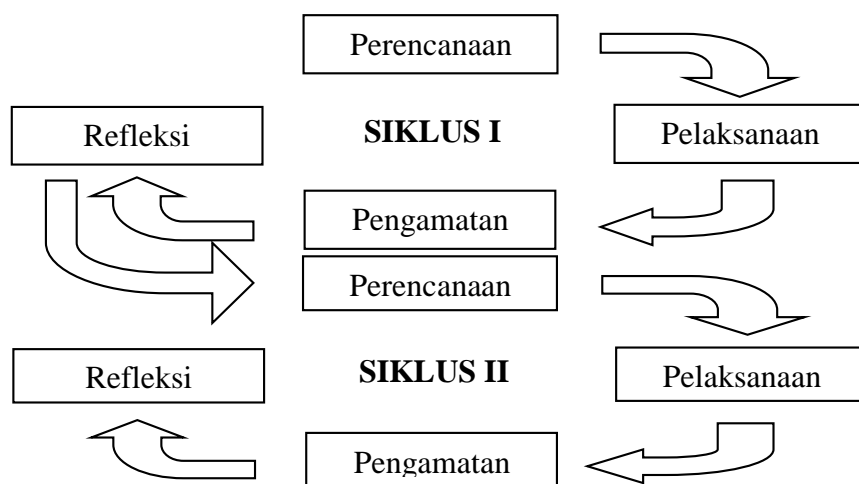 Perencanaan
Refleksi
SIKLUS I
Pelaksanaan
Pengamatan
Perencanaan
Refleksi
SIKLUS II
Pelaksanaan
Pengamatan